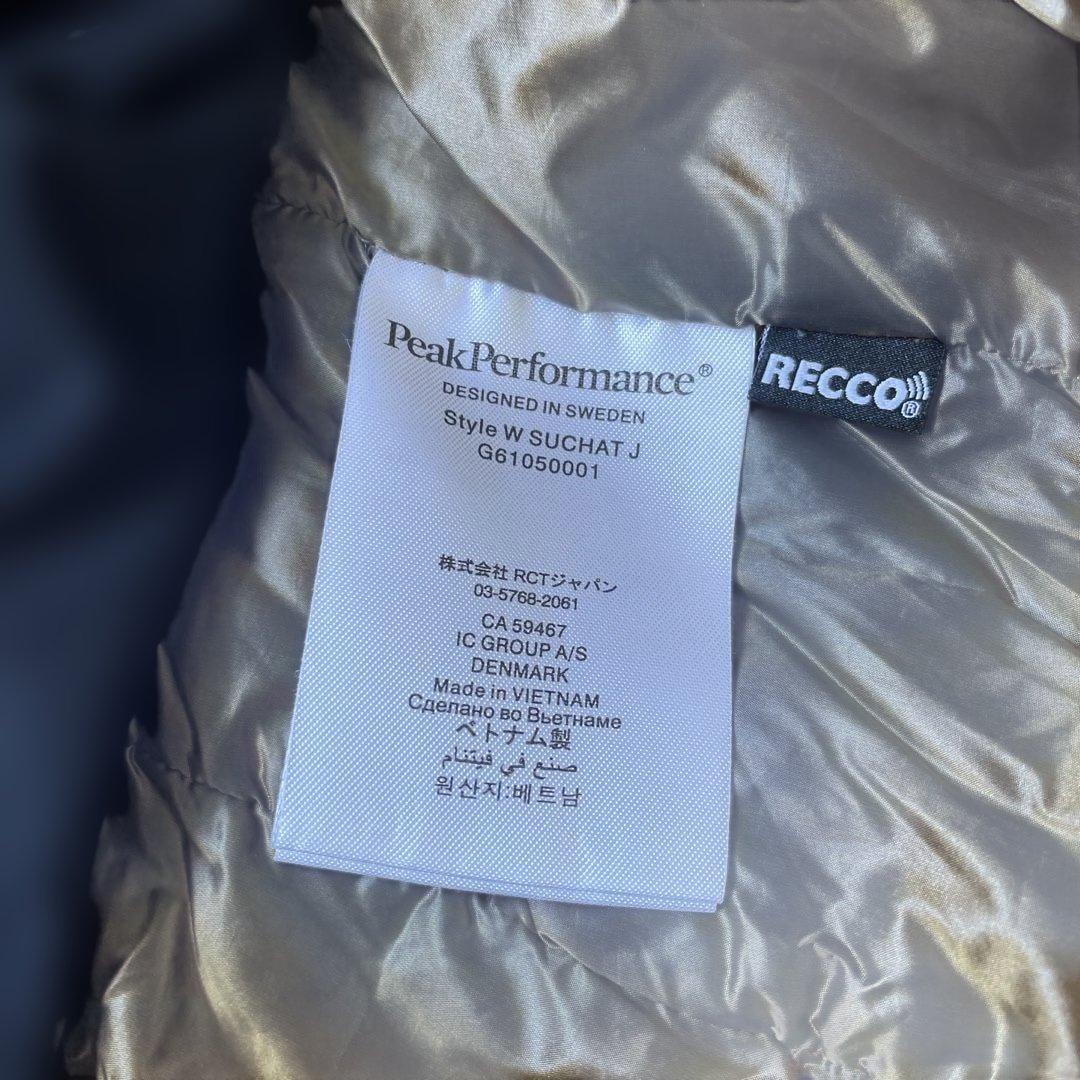 PeakPerformance®
DESIGNED IN SWEDEN
Style W SUCHAT J
G61050001
RECCO®
株式会社 RCTジャパン
03-5768-2061
CA 59467
IC GROUP A/S
DENMARK
Made in VIETNAM
Сделано во Вьетнаме
ベトナム製
صنع في فيتنام
원산지:베트남